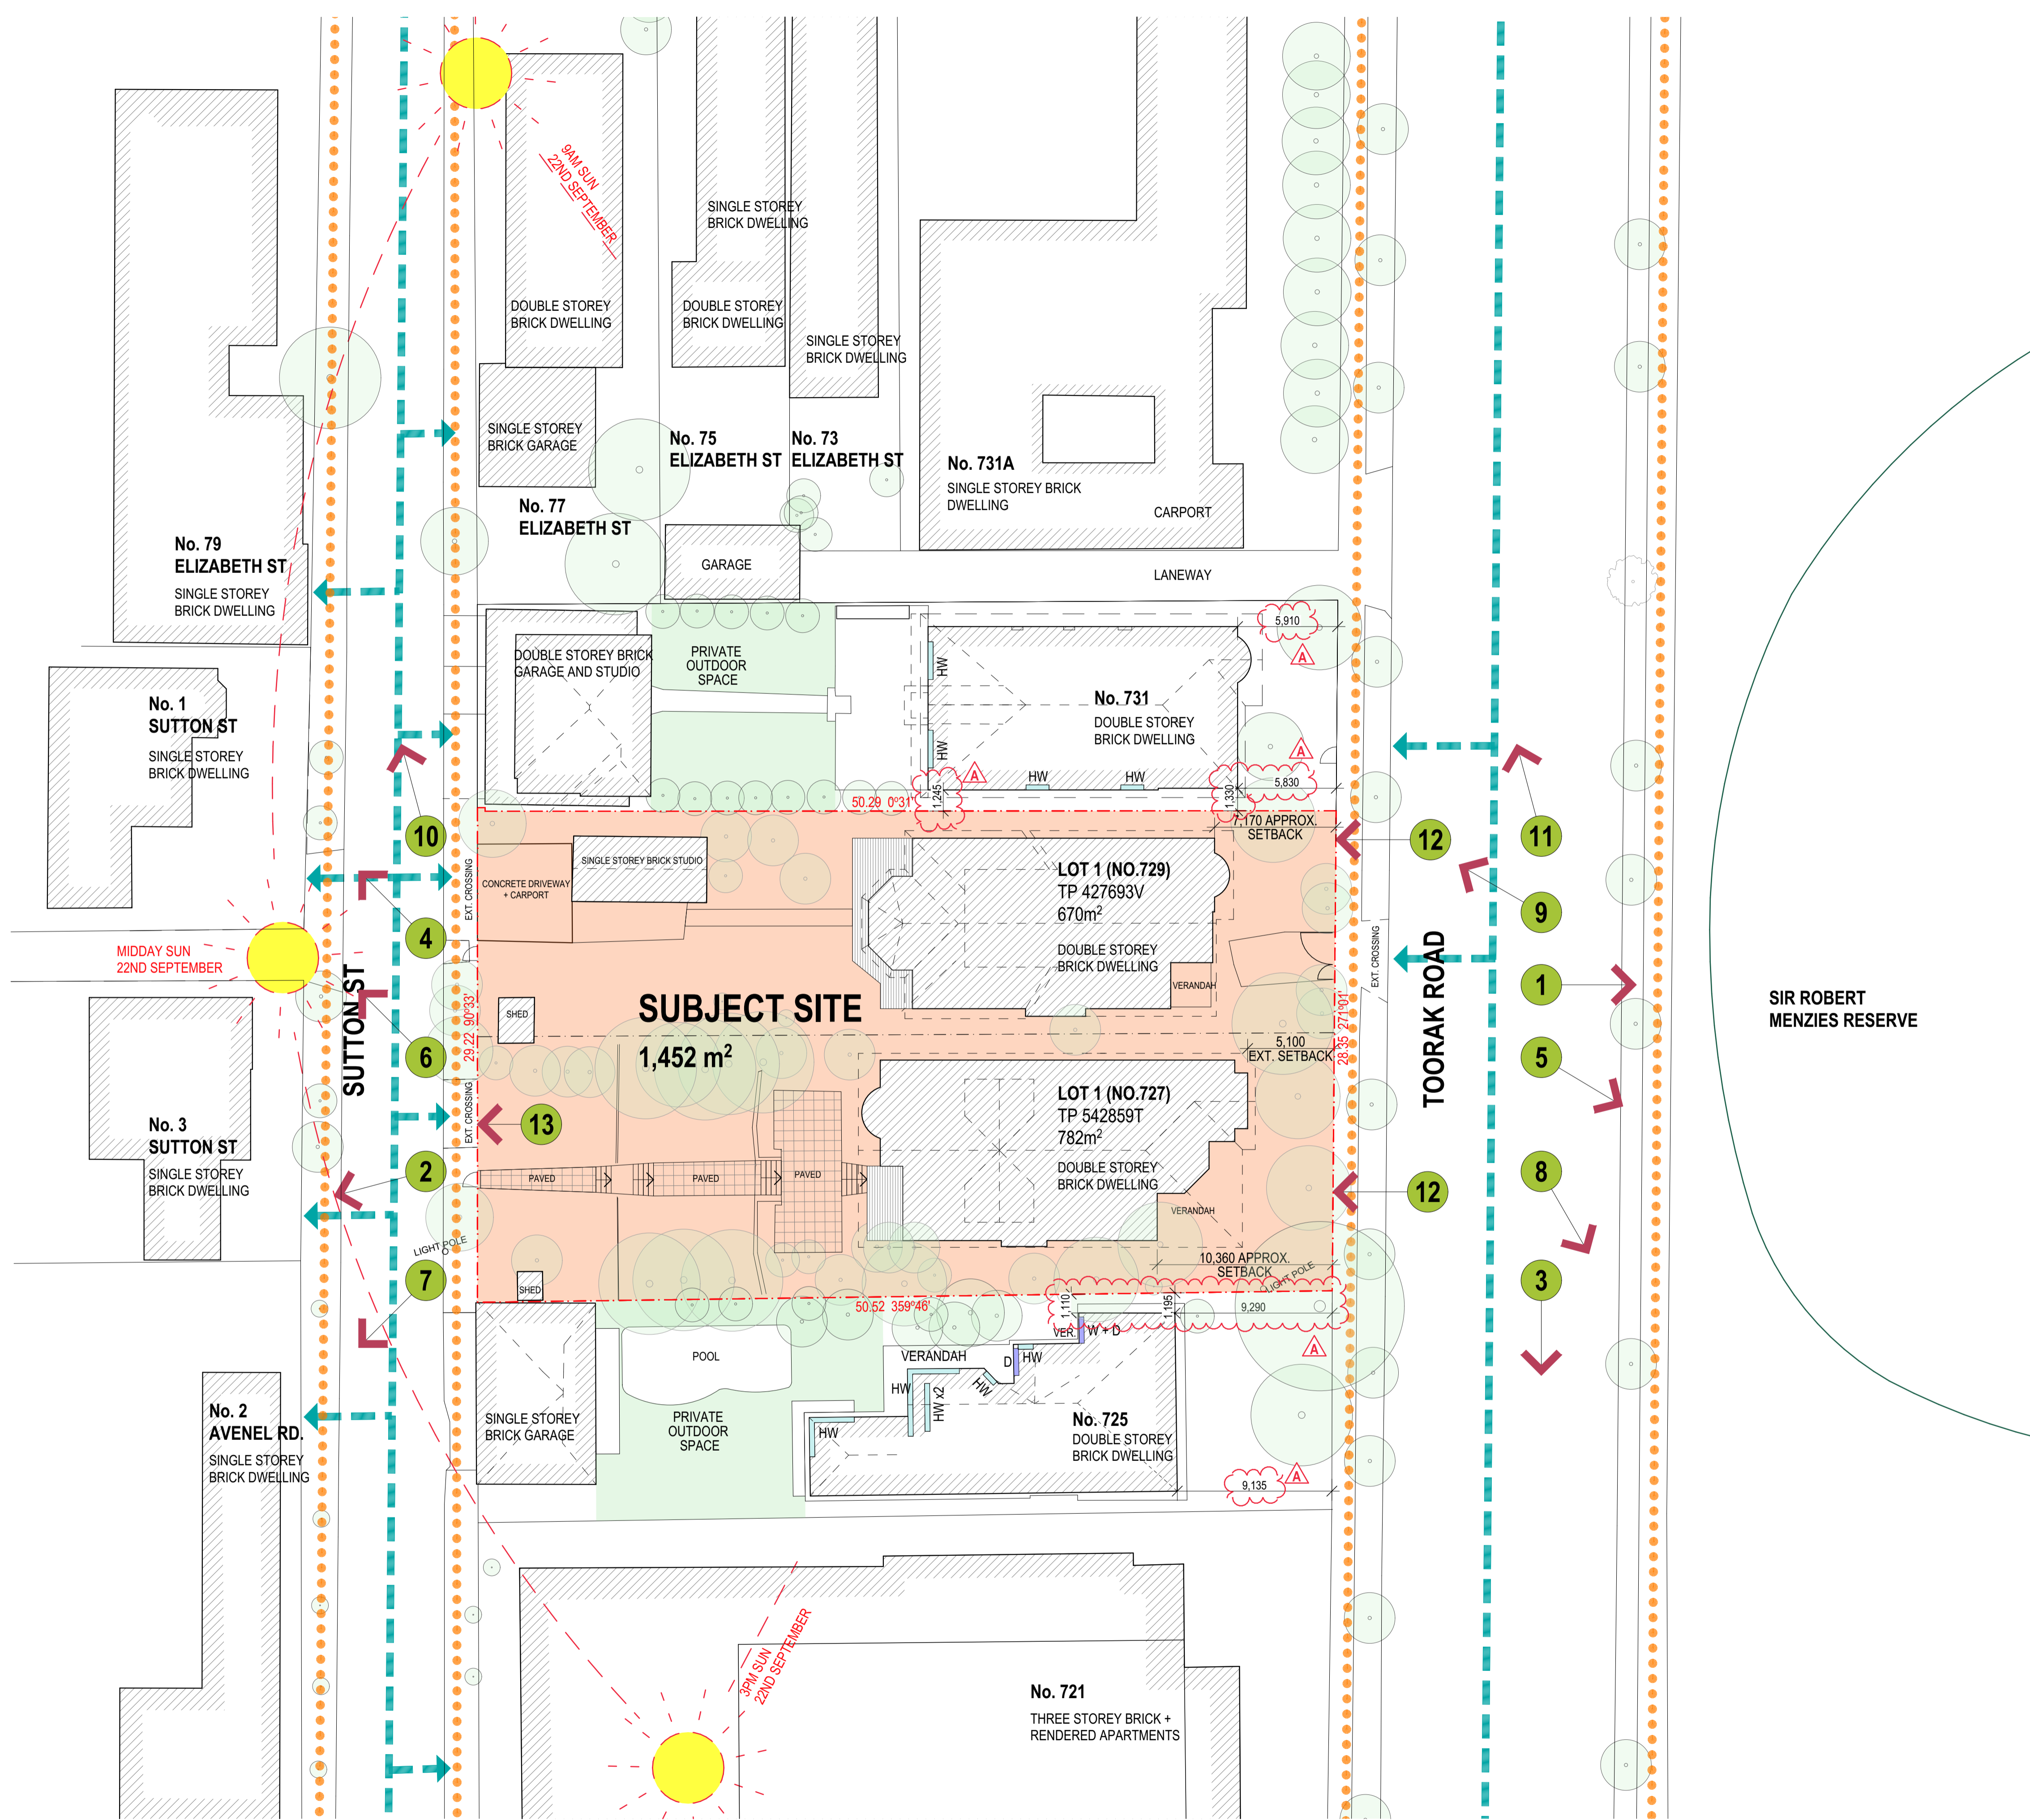 9AM SUN
22ND SEPTEMBER
SINGLE STOREY
BRICK DWELLING
DOUBLE STOREY
BRICK DWELLING
DOUBLE STOREY
BRICK DWELLING
SINGLE STOREY
BRICK DWELLING
SINGLE STOREY
BRICK GARAGE
No. 75
ELIZABETH ST
No. 73
ELIZABETH ST
No. 731A
SINGLE STOREY BRICK
DWELLING
CARPORT
No. 77
ELIZABETH ST
No. 79
ELIZABETH ST
SINGLE STOREY
BRICK DWELLING
GARAGE
LANEWAY
5,910
A
DOUBLE STOREY BRICK
GARAGE AND STUDIO
PRIVATE
OUTDOOR
SPACE
HW
No. 731
DOUBLE STOREY
BRICK DWELLING
No. 1
SUTTON ST
SINGLE STOREY
BRICK DWELLING
HW
A
A
HW
HW
5,830
50.29 0°31'
1,245
1,330
7,170 APPROX.
SETBACK
10
12
11
EXT. CROSSING
CONCRETE DRIVEWAY
+ CARPORT
SINGLE STOREY BRICK STUDIO
LOT 1 (NO.729)
TP 427693V
670m²
DOUBLE STOREY
BRICK DWELLING
VERANDAH
4
9
MIDDAY SUN
22ND SEPTEMBER
SUTTON ST
EXT. CROSSING
TOORAK ROAD
1
SIR ROBERT
MENZIES RESERVE
SHED
SUBJECT SITE
1,452 m²
29.22 90°33'
28.35 271°01'
5,100
EXT. SETBACK
6
5
EXT. CROSSING
LOT 1 (NO.727)
TP 542859T
782m²
DOUBLE STOREY
BRICK DWELLING
VERANDAH
13
No. 3
SUTTON ST
SINGLE STOREY
BRICK DWELLING
2
PAVED
PAVED
PAVED
12
8
LIGHT POLE
7
10,360 APPROX.
SETBACK
LIGHT POLE
3
SHED
50.52 359°46'
1,110
1,195
9,290
A
VER.
W + D
POOL
VERANDAH
D
HW
HW
HW
HW x2
HW
No. 2
AVENEL RD.
SINGLE STOREY
BRICK DWELLING
SINGLE STOREY
BRICK GARAGE
PRIVATE
OUTDOOR
SPACE
No. 725
DOUBLE STOREY
BRICK DWELLING
9,135
A
3PM SUN
22ND SEPTEMBER
No. 721
THREE STOREY BRICK +
RENDERED APARTMENTS